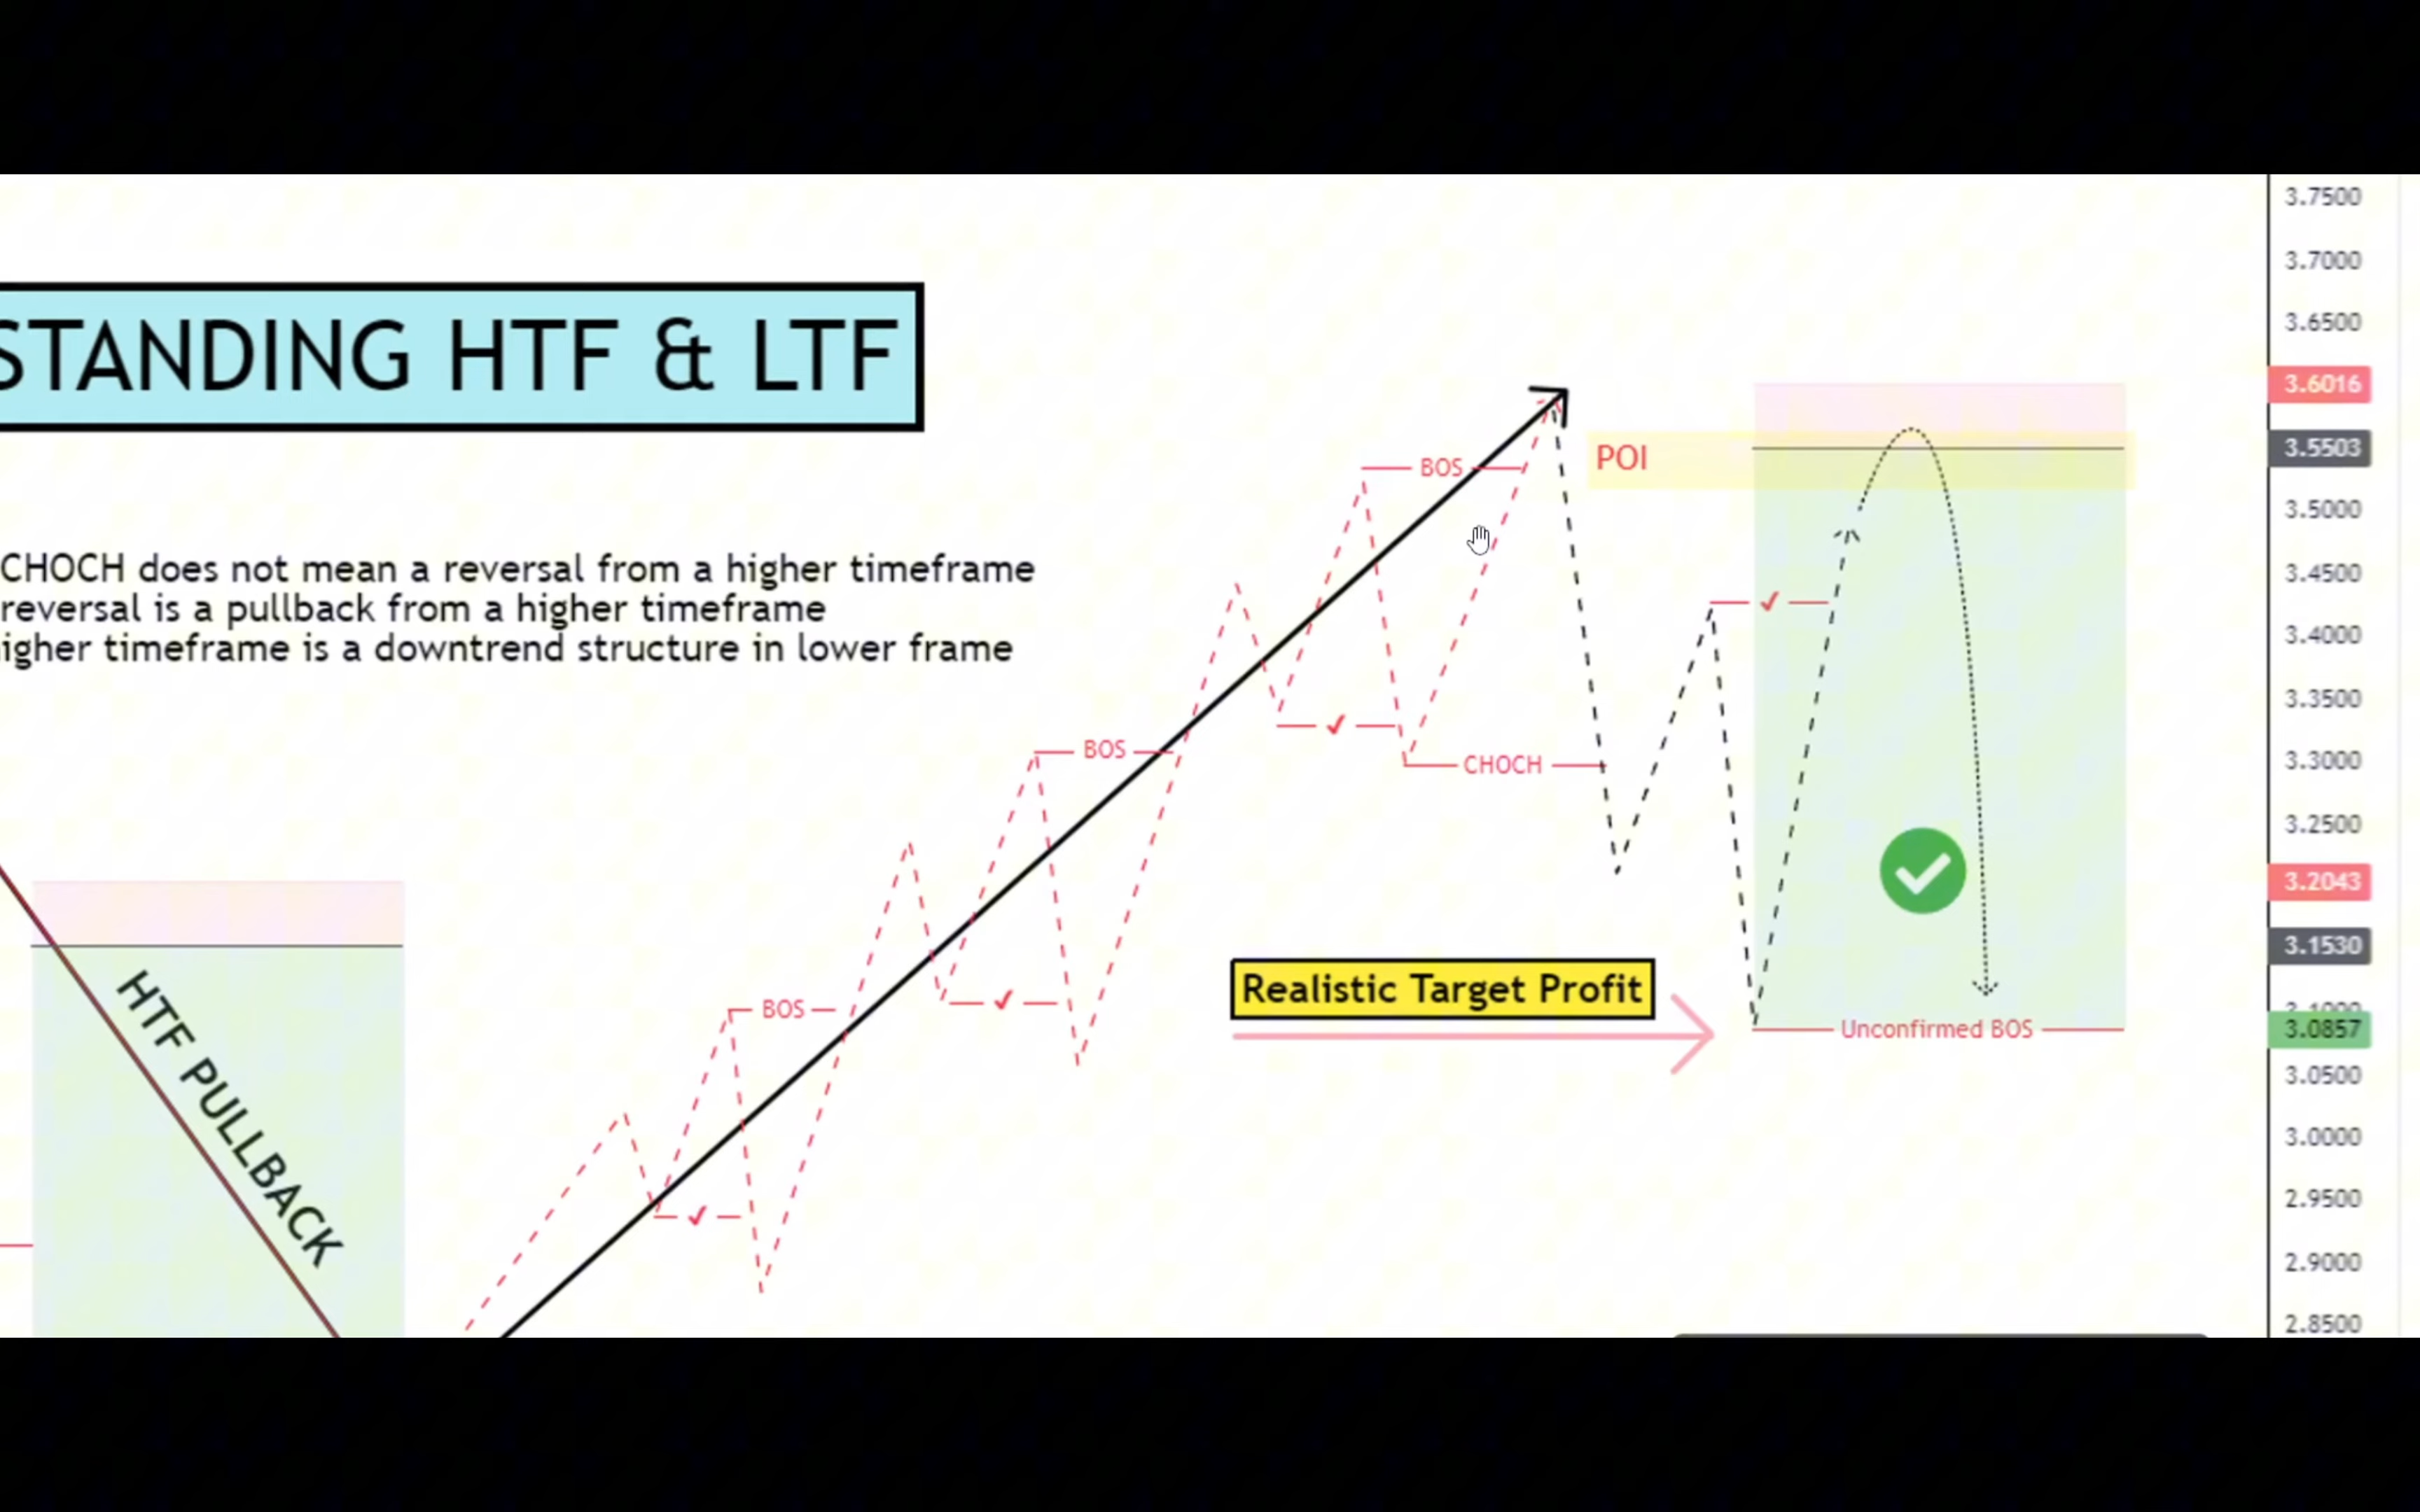 STANDING HTF & LTF
CHOCH does not mean a reversal from a higher timeframe
reversal is a pullback from a higher timeframe
igher timeframe is a downtrend structure in lower frame
HTF PULLBACK
BOS
BOS
BOS
CHOCH
POI
Realistic Target Profit
Unconfirmed BOS
3.7500
3.7000
3.6500
3.6016
3.5503
3.5000
3.4500
3.4000
3.3500
3.3000
3.2500
3.2043
3.1530
3.0857
3.0500
3.0000
2.9500
2.9000
2.8500